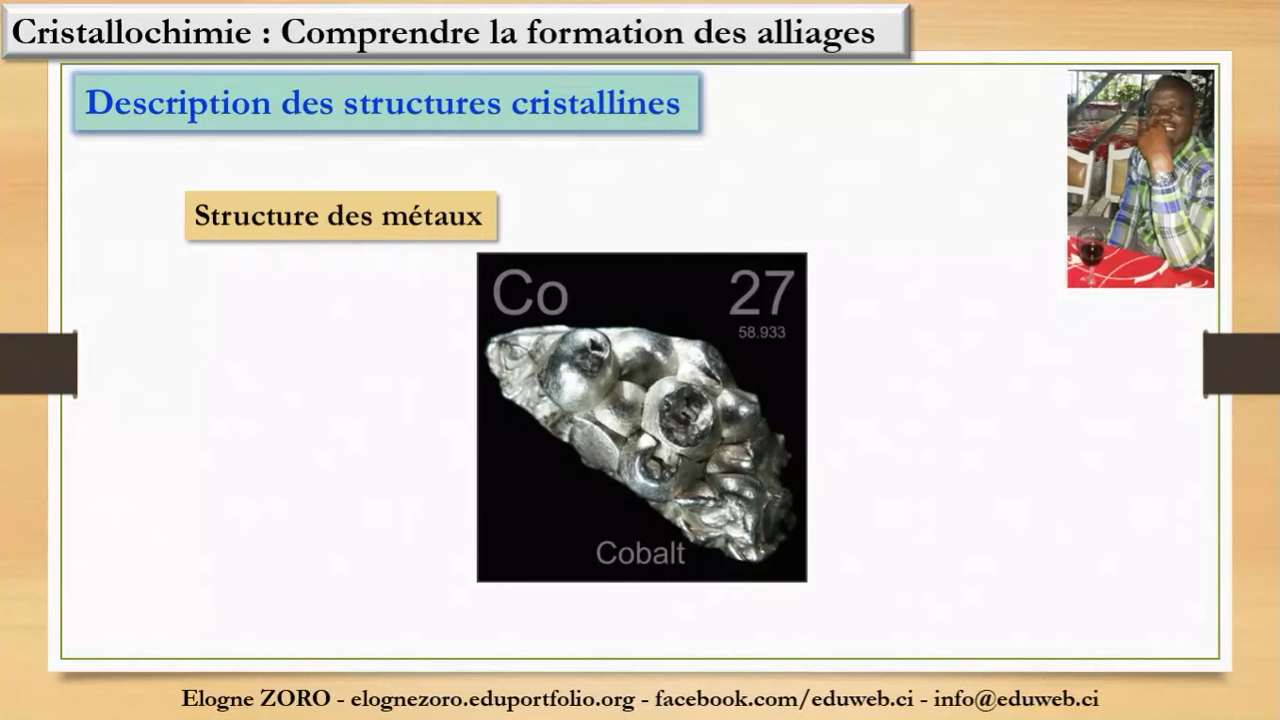 Cristallochimie : Comprendre la formation des alliages
Description des structures cristallines
Structure des métaux
Co 27
58.933
Cobalt
Elogne ZORO - elognezoro.eduportfolio.org - facebook.com/eduweb.ci - info@eduweb.ci